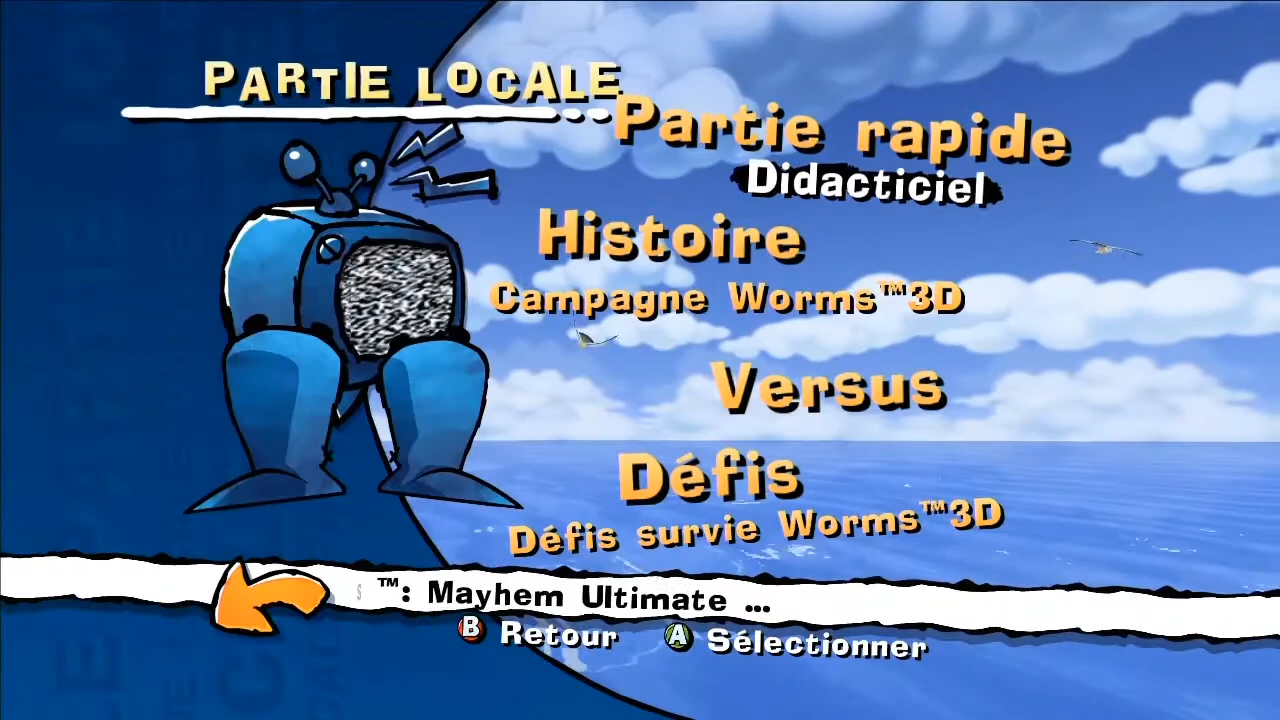 PARTIE LOCALE
Partie rapide
Didacticiel
Histoire
Campagne Worms™3D
Versus
Défis
Défis survie Worms™3D
s ™: Mayhem Ultimate ...
B Retour A Sélectionner